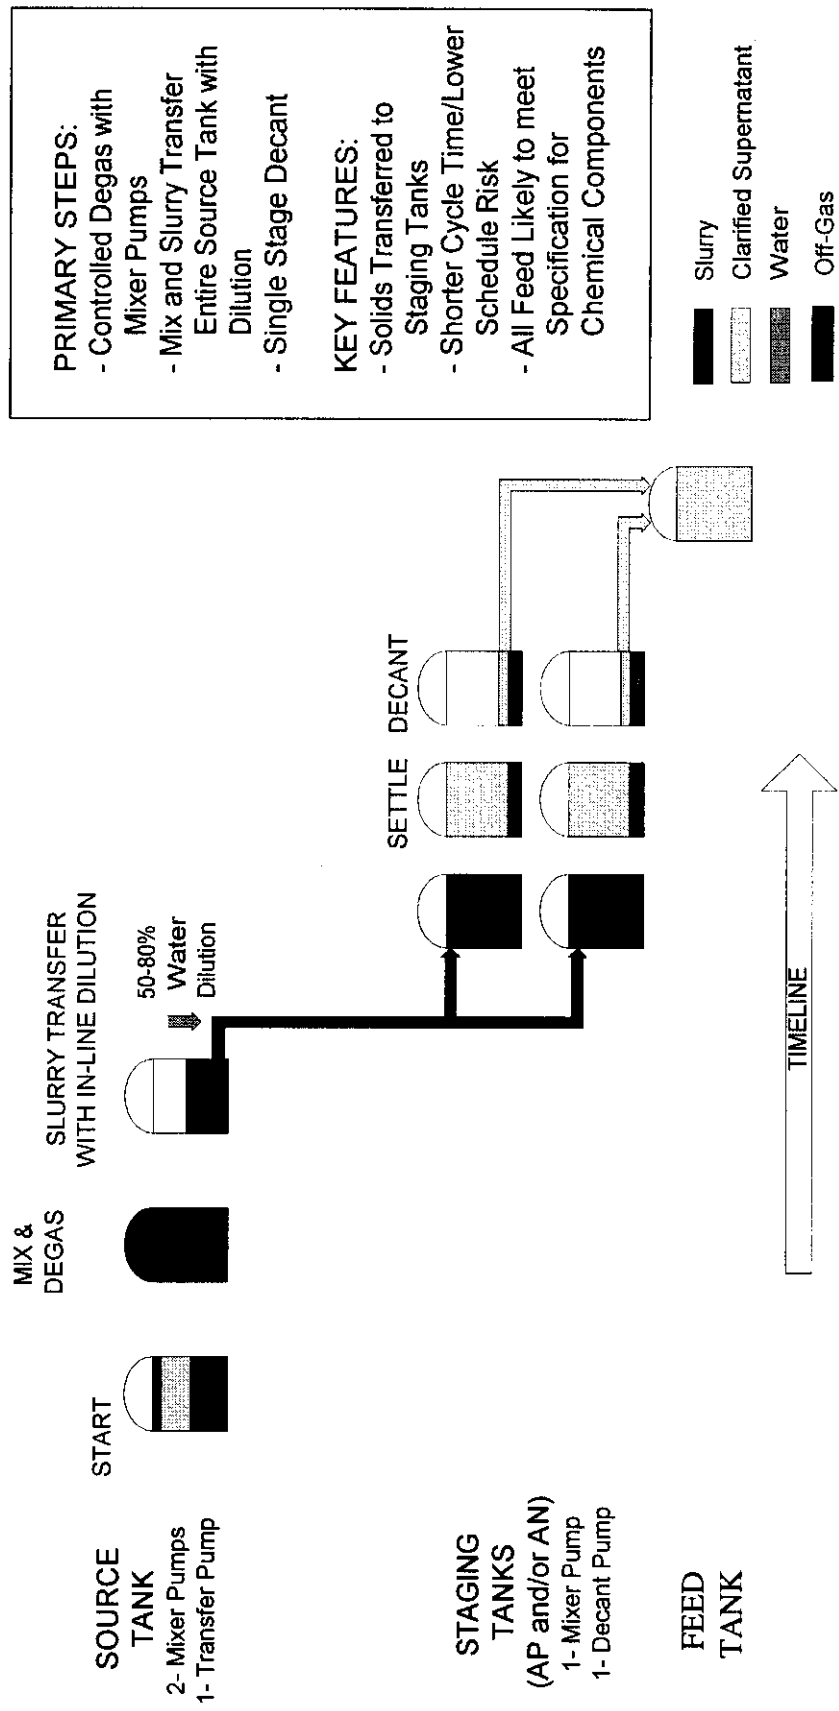 PRIMARY STEPS:
- Controlled Degas with
Mixer Pumps
- Mix and Slurry Transfer
Entire Source Tank with
Dilution
- Single Stage Decant
KEY FEATURES:
- Solids Transferred to
Staging Tanks
- Shorter Cycle Time/Lower
Schedule Risk
- All Feed Likely to meet
Specification for
Chemical Components
Slurry
Clarified Supernatant
Water
Off-Gas
SOURCE
TANK
2- Mixer Pumps
1- Transfer Pump
START
MIX &
DEGAS
SLURRY TRANSFER
WITH IN-LINE DILUTION
50-80%
Water
Dilution
STAGING
TANKS
(AP and/or AN)
1- Mixer Pump
1- Decant Pump
SETTLE
DECANT
FEED
TANK
TIMELINE